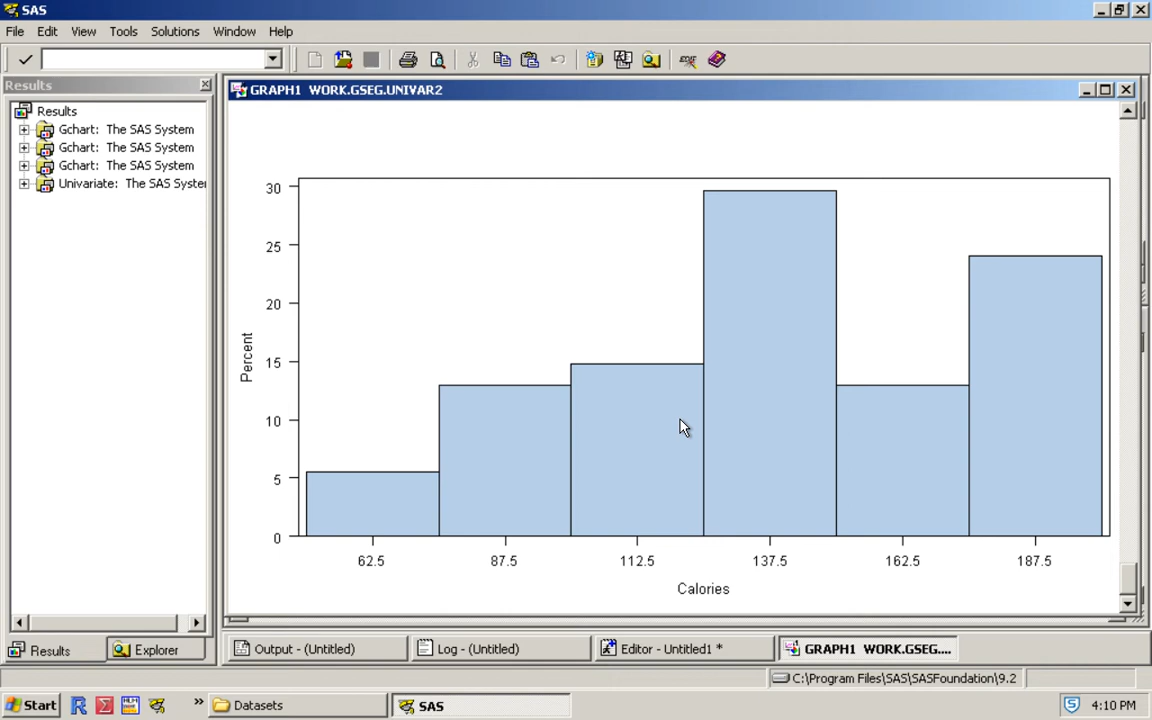 SAS
File Edit View Tools Solutions Window Help
Results
GRAPH1 WORK.GSEG.UNIVAR2
Results
Gchart: The SAS System
Gchart: The SAS System
Gchart: The SAS System
Univariate: The SAS Syste
30
25
20
15
10
5
0
Percent
62.5 87.5 112.5 137.5 162.5 187.5
Calories
Results Explorer
Output - (Untitled) Log - (Untitled) Editor - Untitled1 * GRAPH1 WORK.GSEG....
C:\Program Files\SAS\SASFoundation\9.2
Start R Σ » Datasets SAS 4:10 PM